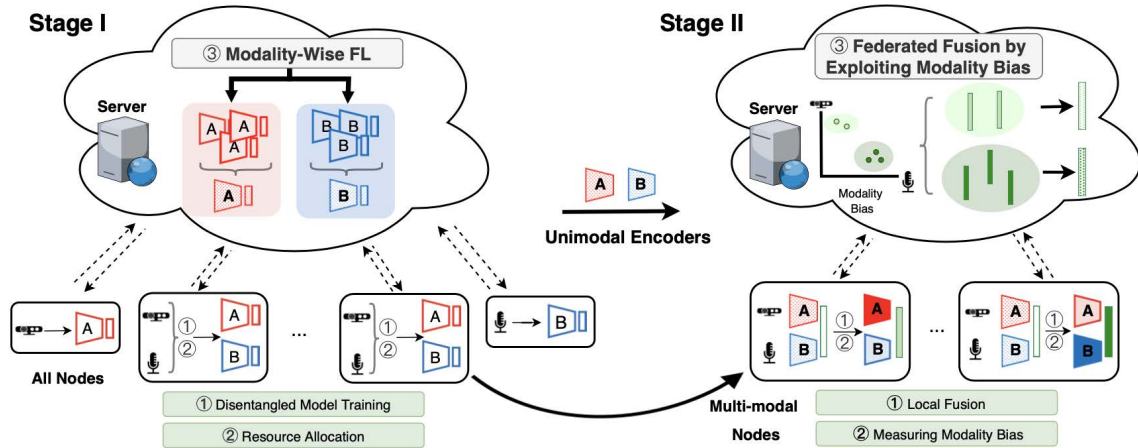 Stage I
③ Modality-Wise FL
Server
A
A
A
B
B
B
A
B
A
①
②
A
B
...
①
②
A
B
B
All Nodes
① Disentangled Model Training
② Resource Allocation
A
B
Unimodal Encoders
Stage II
③ Federated Fusion by
Exploiting Modality Bias
Server
Modality
Bias
A
B
①
②
A
B
...
A
B
①
②
A
B
Multi-modal
Nodes
① Local Fusion
② Measuring Modality Bias